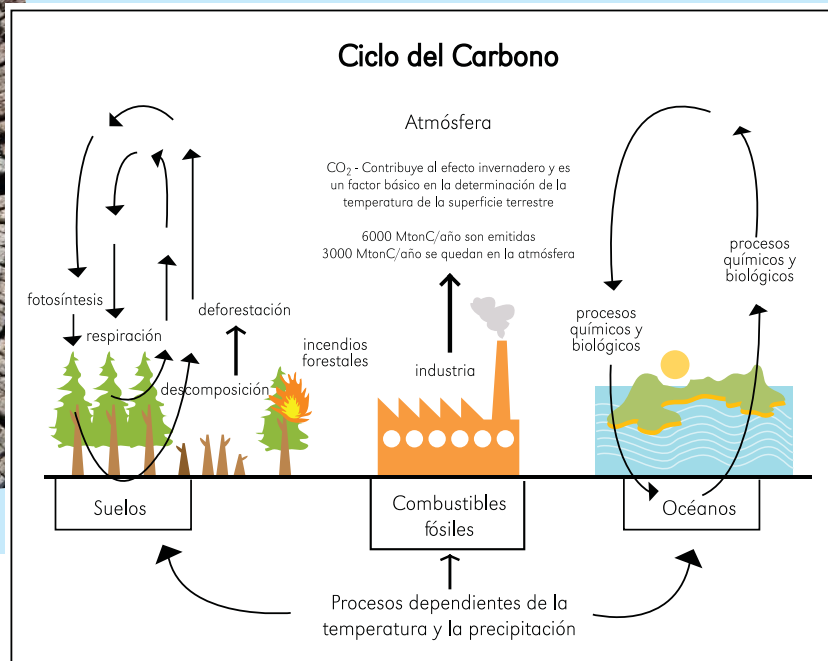 Ciclo del Carbono
Atmósfera
CO₂ - Contribuye al efecto invernadero y es
un factor básico en la determinación de la
temperatura de la superficie terrestre
6000 MtonC/año son emitidas
3000 MtonC/año se quedan en la atmósfera
fotosíntesis
respiración
descomposición
deforestación
incendios
forestales
industria
procesos
químicos y
biológicos
procesos
químicos y
biológicos
Suelos
Combustibles
fósiles
Océanos
Procesos dependientes de la
temperatura y la precipitación